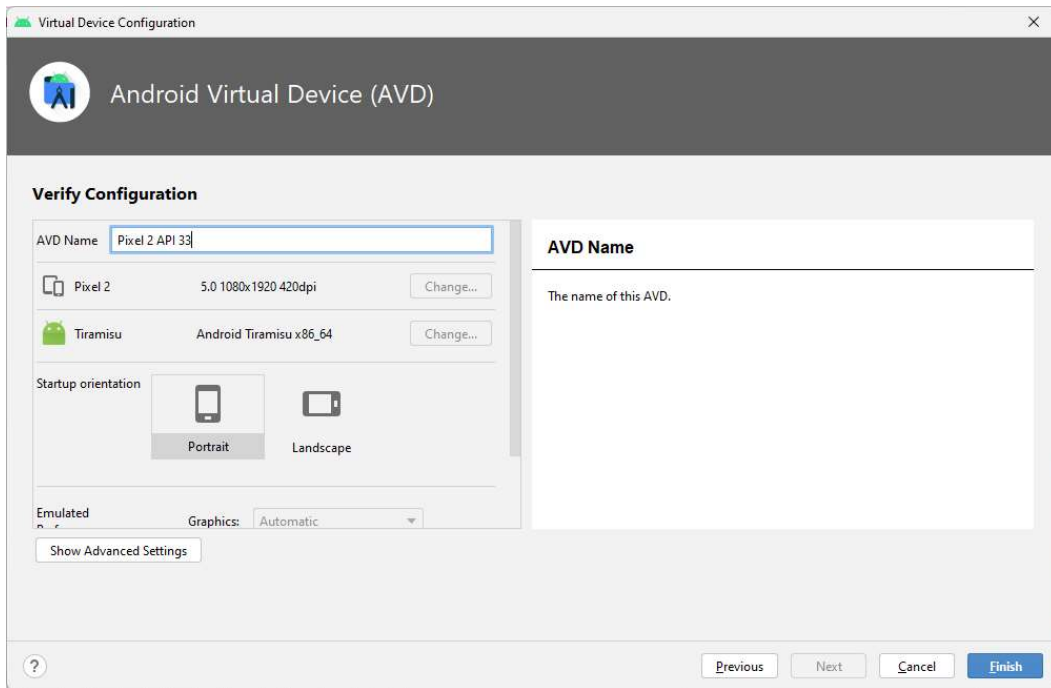 Virtual Device Configuration
Android Virtual Device (AVD)
Verify Configuration
AVD Name Pixel 2 API 33
Pixel 2 5.0 1080x1920 420dpi Change...
Tiramisu Android Tiramisu x86_64 Change...
Startup orientation
Portrait Landscape
Emulated
Graphics: Automatic
Show Advanced Settings
AVD Name
The name of this AVD.
? Previous Next Cancel Finish